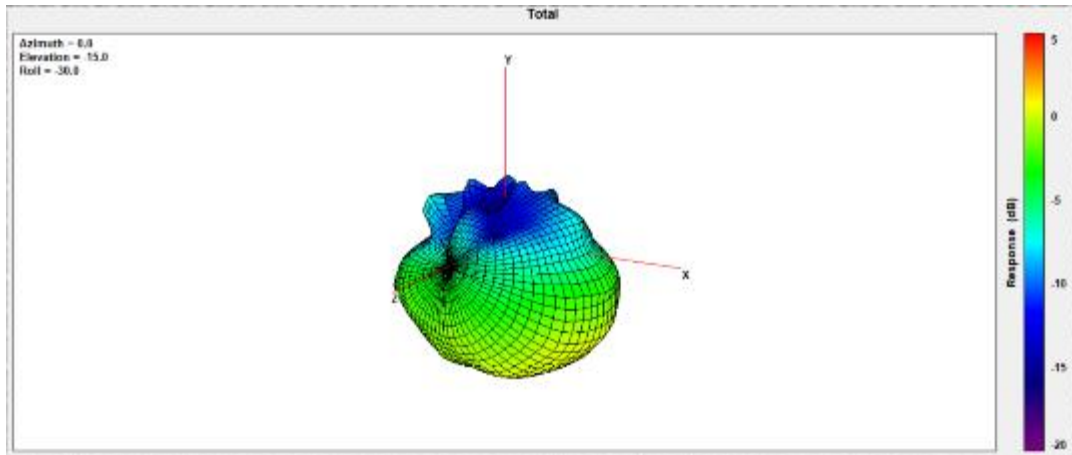 Total
Azimuth = 0.0
Elevation = -15.0
Roll = -30.0
Y
X
Z
5
0
-5
-10
-15
-20
Response (dB)